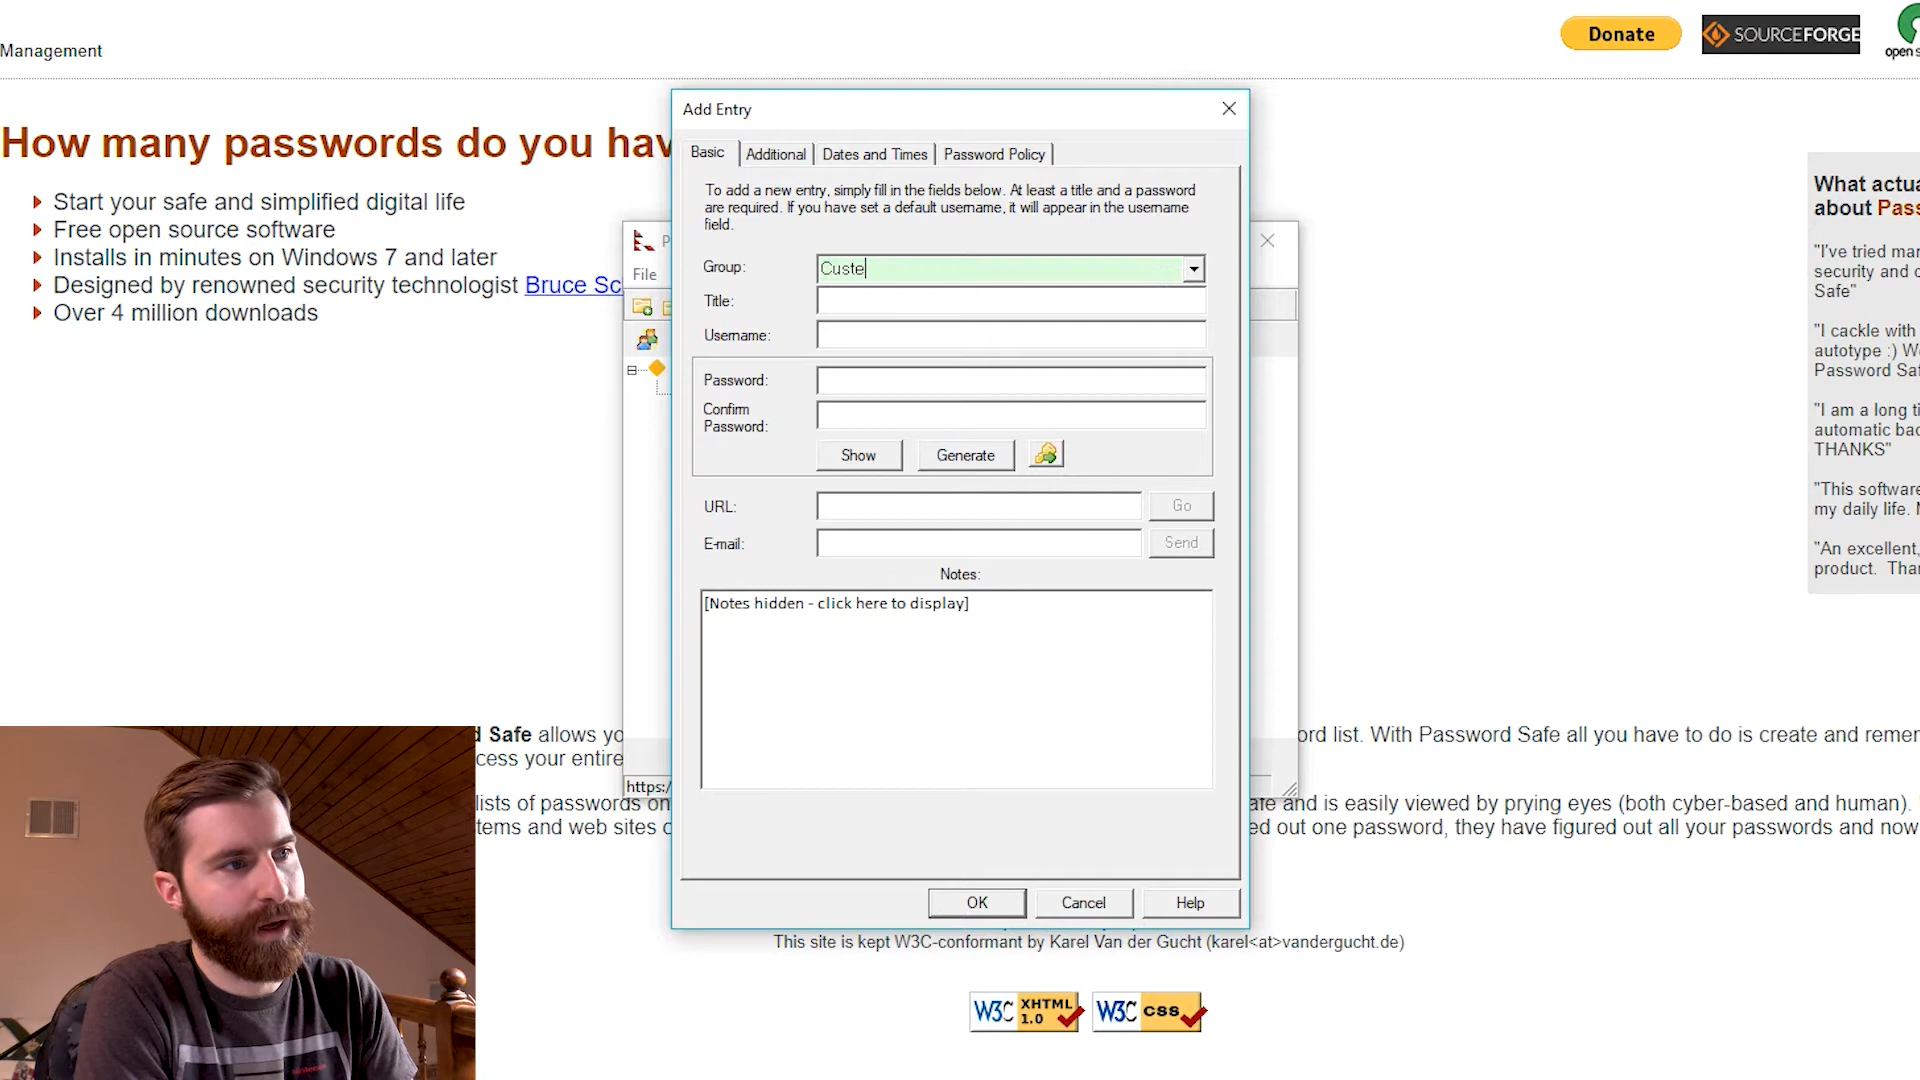 Management
Donate
SOURCEFORGE
open s
How many passwords do you hav
Start your safe and simplified digital life
Free open source software
Installs in minutes on Windows 7 and later
Designed by renowned security technologist Bruce Sc
Over 4 million downloads
Add Entry
Basic
Additional
Dates and Times
Password Policy
To add a new entry, simply fill in the fields below. At least a title and a password
are required. If you have set a default username, it will appear in the username
field.
Group:
Custe
Title:
Username:
Password:
Confirm
Password:
Show
Generate
URL:
Go
E-mail:
Send
Notes:
[Notes hidden - click here to display]
OK
Cancel
Help
P
File
https:/
What actua
about Pass
"I've tried mar
security and c
Safe"
"I cackle with
autotype :) We
Password Saf
"I am a long ti
automatic bac
THANKS"
"This software
my daily life. M
"An excellent,
product. Thar
d Safe allows yo
ord list. With Password Safe all you have to do is create and remem
cess your entire
lists of passwords on
afe and is easily viewed by prying eyes (both cyber-based and human).
tems and web sites o
ed out one password, they have figured out all your passwords and now
This site is kept W3C-conformant by Karel Van der Gucht (karel<at>vandergucht.de)
W3C XHTML 1.0
W3C CSS